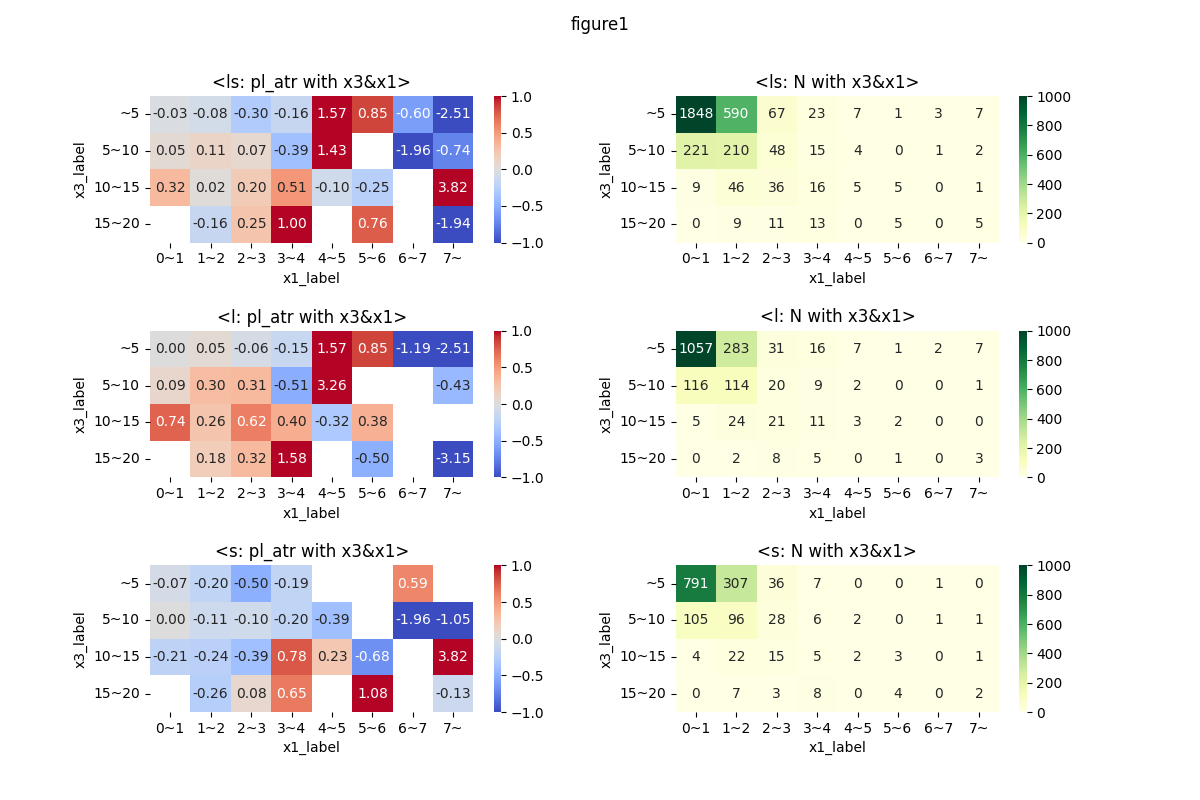 figure1
<ls: pl_atr with x3&x1>
x3_label
~5 -0.03 -0.08 -0.30 -0.16 1.57 0.85 -0.60 -2.51
5~10 0.05 0.11 0.07 -0.39 1.43 -1.96 -0.74
10~15 0.32 0.02 0.20 0.51 -0.10 -0.25 3.82
15~20 -0.16 0.25 1.00 0.76 -1.94
0~1 1~2 2~3 3~4 4~5 5~6 6~7 7~
x1_label
1.0
0.5
0.0
−0.5
−1.0
<ls: N with x3&x1>
x3_label
~5 1848 590 67 23 7 1 3 7
5~10 221 210 48 15 4 0 1 2
10~15 9 46 36 16 5 5 0 1
15~20 0 9 11 13 0 5 0 5
0~1 1~2 2~3 3~4 4~5 5~6 6~7 7~
x1_label
1000
800
600
400
200
0
<l: pl_atr with x3&x1>
x3_label
~5 0.00 0.05 -0.06 -0.15 1.57 0.85 -1.19 -2.51
5~10 0.09 0.30 0.31 -0.51 3.26 -0.43
10~15 0.74 0.26 0.62 0.40 -0.32 0.38
15~20 0.18 0.32 1.58 -0.50 -3.15
0~1 1~2 2~3 3~4 4~5 5~6 6~7 7~
x1_label
1.0
0.5
0.0
−0.5
−1.0
<l: N with x3&x1>
x3_label
~5 1057 283 31 16 7 1 2 7
5~10 116 114 20 9 2 0 0 1
10~15 5 24 21 11 3 2 0 0
15~20 0 2 8 5 0 1 0 3
0~1 1~2 2~3 3~4 4~5 5~6 6~7 7~
x1_label
1000
800
600
400
200
0
<s: pl_atr with x3&x1>
x3_label
~5 -0.07 -0.20 -0.50 -0.19 0.59
5~10 0.00 -0.11 -0.10 -0.20 -0.39 -1.96 -1.05
10~15 -0.21 -0.24 -0.39 0.78 0.23 -0.68 3.82
15~20 -0.26 0.08 0.65 1.08 -0.13
0~1 1~2 2~3 3~4 4~5 5~6 6~7 7~
x1_label
1.0
0.5
0.0
−0.5
−1.0
<s: N with x3&x1>
x3_label
~5 791 307 36 7 0 0 1 0
5~10 105 96 28 6 2 0 1 1
10~15 4 22 15 5 2 3 0 1
15~20 0 7 3 8 0 4 0 2
0~1 1~2 2~3 3~4 4~5 5~6 6~7 7~
x1_label
1000
800
600
400
200
0